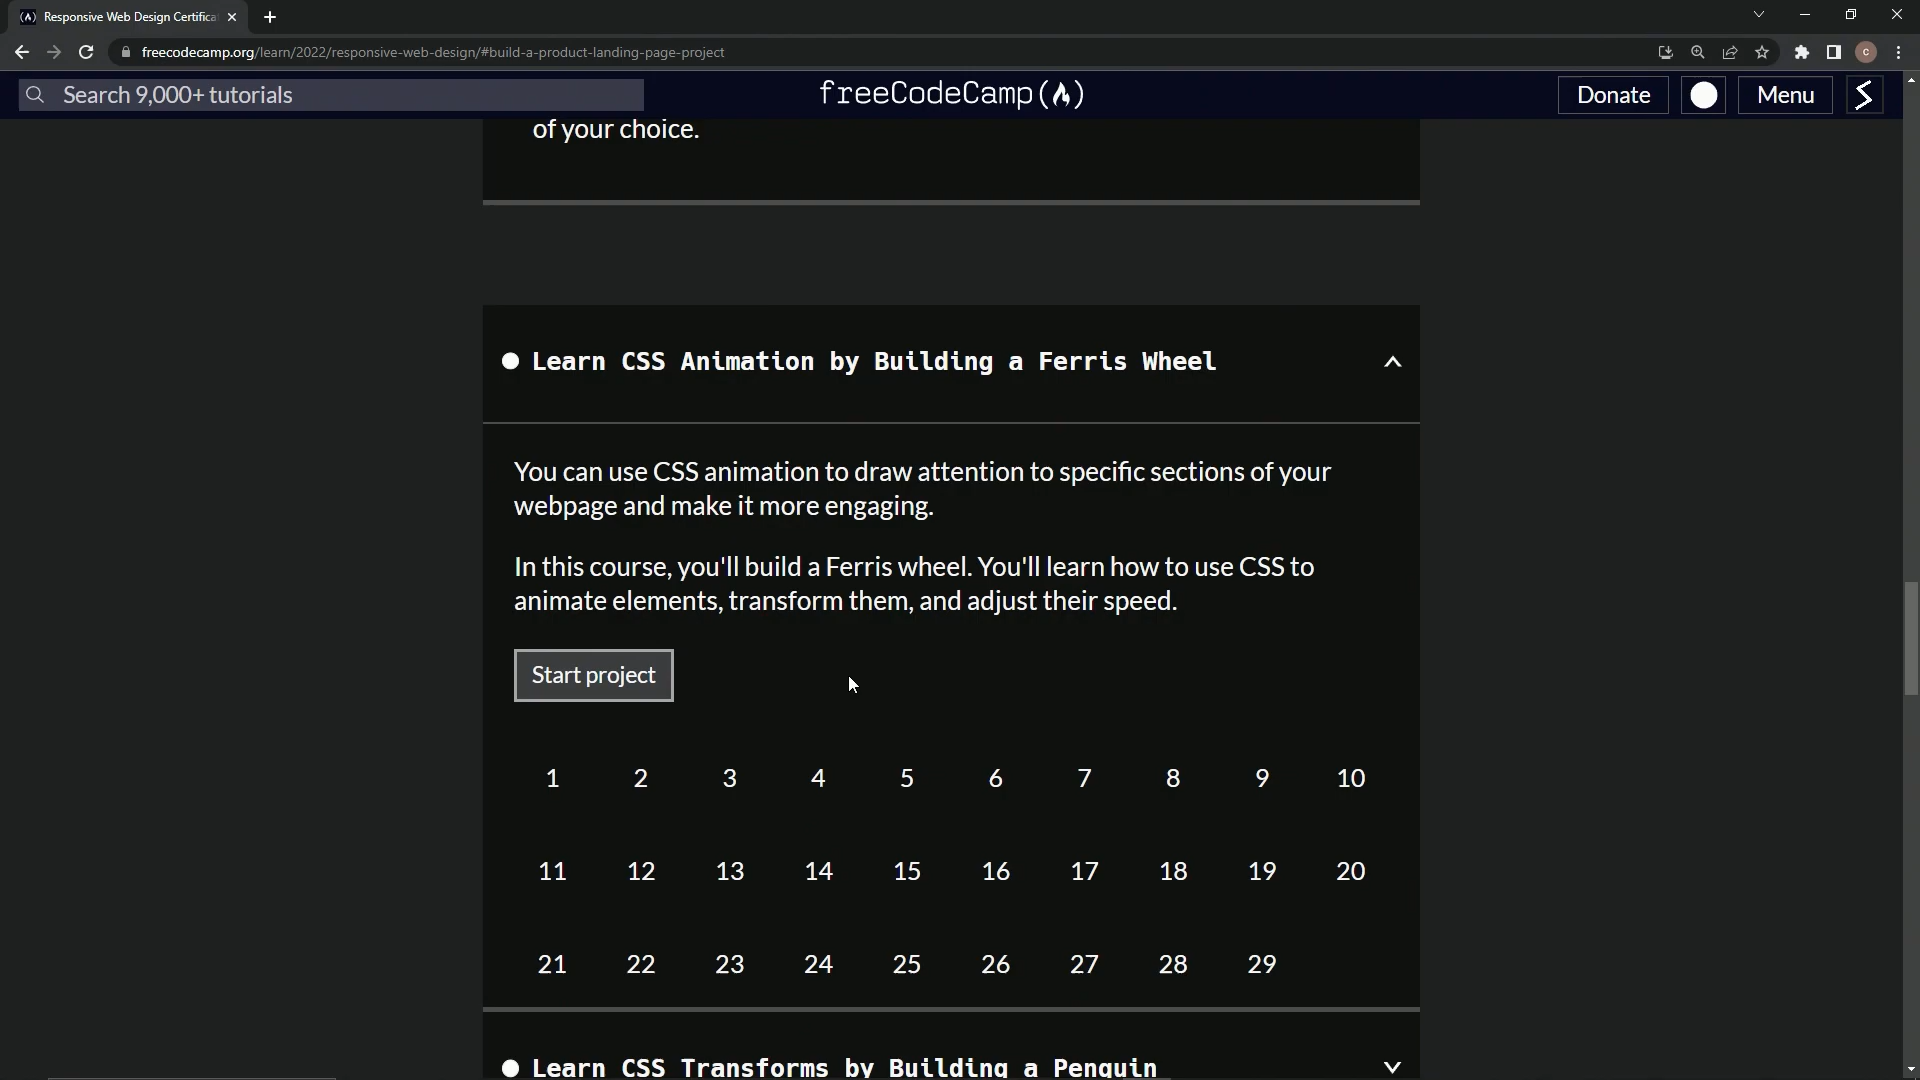 Responsive Web Design Certifica
freecodecamp.org/learn/2022/responsive-web-design/#build-a-product-landing-page-project
C
Search 9,000+ tutorials
freeCodeCamp
Donate
Menu
of your choice.
Learn CSS Animation by Building a Ferris Wheel
You can use CSS animation to draw attention to specific sections of your
webpage and make it more engaging.
In this course, you'll build a Ferris wheel. You'll learn how to use CSS to
animate elements, transform them, and adjust their speed.
Start project
1 2 3 4 5 6 7 8 9 10
11 12 13 14 15 16 17 18 19 20
21 22 23 24 25 26 27 28 29
Learn CSS Transforms by Building a Penguin